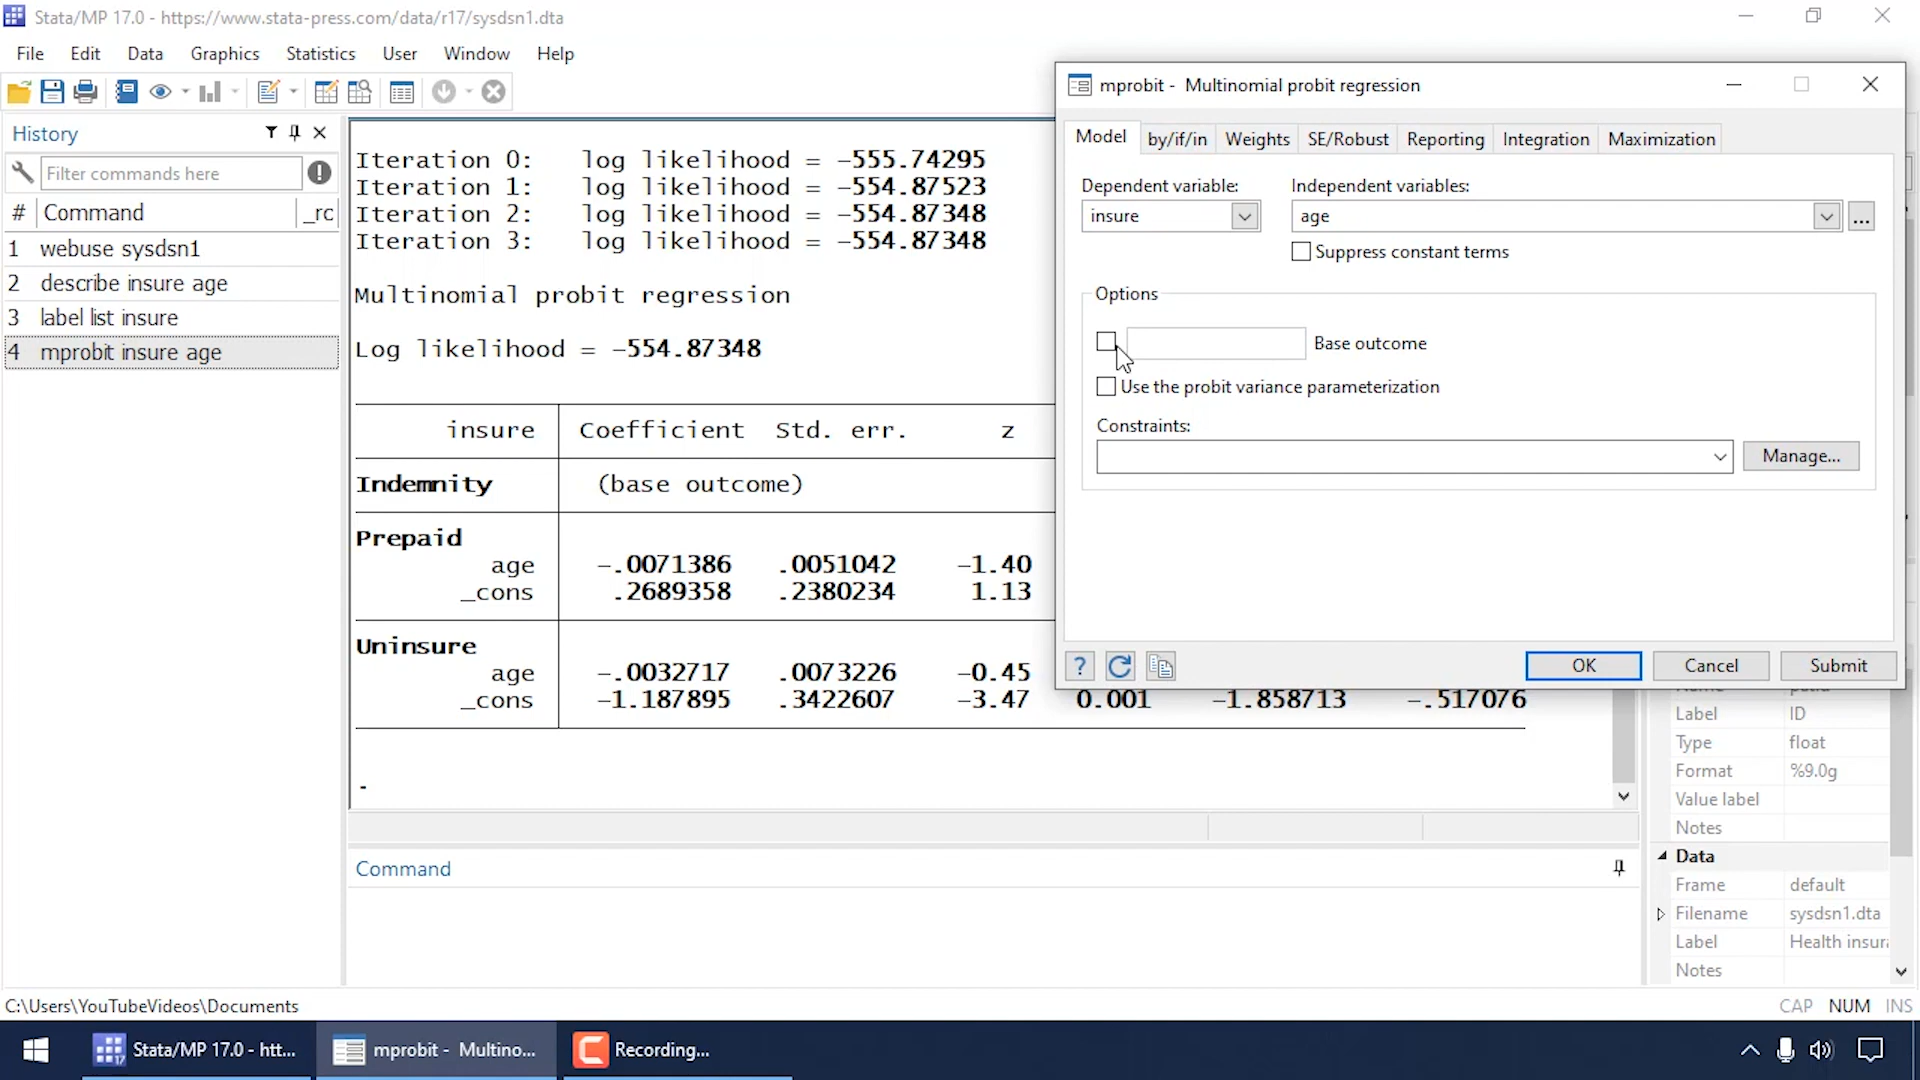 Stata/MP 17.0 - https://www.stata-press.com/data/r17/sysdsn1.dta
File Edit Data Graphics Statistics User Window Help
History
Filter commands here
# Command _rc
1 webuse sysdsn1
2 describe insure age
3 label list insure
4 mprobit insure age
Iteration 0: log likelihood = -555.74295
Iteration 1: log likelihood = -554.87523
Iteration 2: log likelihood = -554.87348
Iteration 3: log likelihood = -554.87348
Multinomial probit regression
Log likelihood = -554.87348
insure Coefficient Std. err. z
Indemnity (base outcome)
Prepaid
age -.0071386 .0051042 -1.40
_cons .2689358 .2380234 1.13
Uninsure
age -.0032717 .0073226 -0.45
_cons -1.187895 .3422607 -3.47 0.001 -1.858713 -.517076
mprobit - Multinomial probit regression
Model by/if/in Weights SE/Robust Reporting Integration Maximization
Dependent variable: Independent variables:
insure age ...
Suppress constant terms
Options
Base outcome
Use the probit variance parameterization
Constraints:
Manage...
? OK Cancel Submit
Label ID
Type float
Format %9.0g
Value label
Notes
Data
Frame default
Filename sysdsn1.dta
Label Health insur
Notes
Command
C:\Users\YouTubeVideos\Documents
CAP NUM INS
Stata/MP 17.0 - htt...
mprobit - Multino...
Recording...